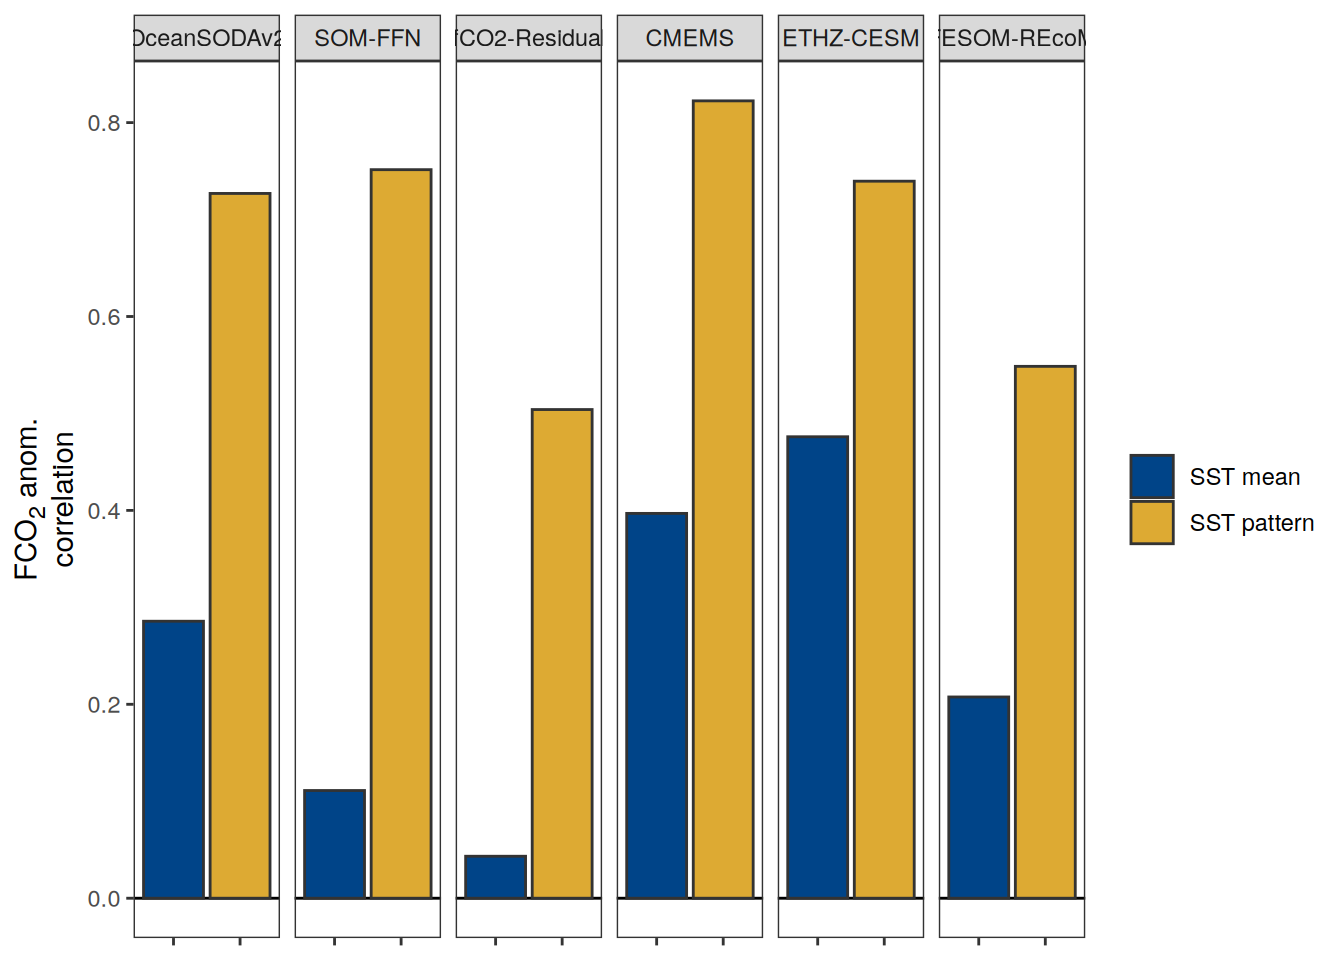 OceanSODAv2
SOM-FFN
fCO2-Residual
CMEMS
ETHZ-CESM
FESOM-REcoM
0.8
0.6
0.4
0.2
0.0
FCO₂ anom.
correlation
SST mean
SST pattern